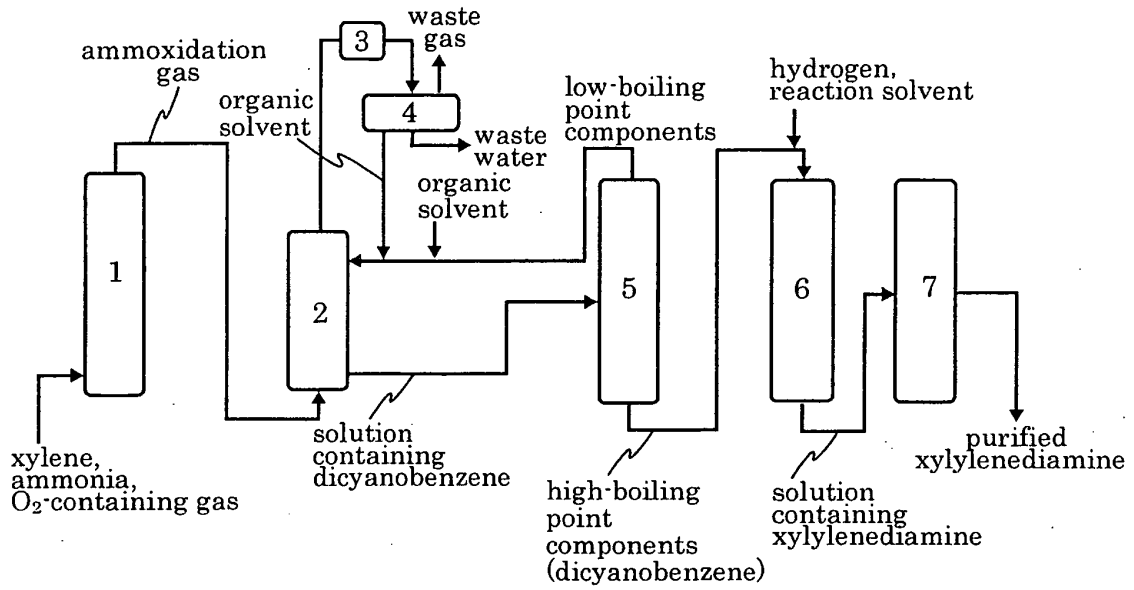 ammoxidation
gas
3
waste
gas
organic
solvent
4
waste
water
organic
solvent
low-boiling
point
components
hydrogen,
reaction solvent
1
2
5
6
7
xylene,
ammonia,
O₂-containing gas
solution
containing
dicyanobenzene
high-boiling
point
components
(dicyanobenzene)
solution
containing
xylylenediamine
purified
xylylenediamine